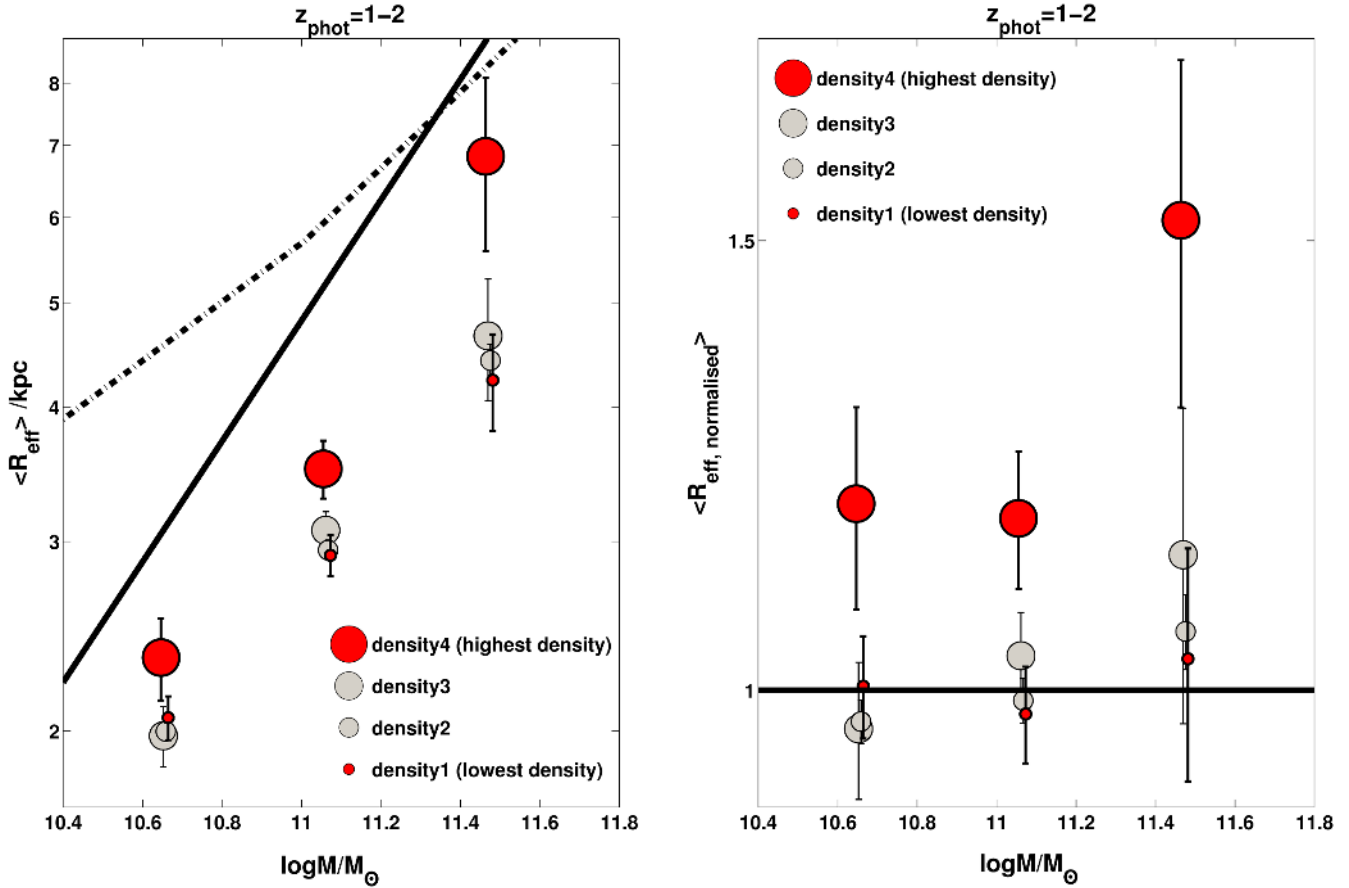 z_phot=1−2
8
7
6
5
4
3
2
<R_eff> /kpc
density4 (highest density)
density3
density2
density1 (lowest density)
10.4 10.6 10.8 11 11.2 11.4 11.6 11.8
logM/M_⊙
z_phot=1−2
density4 (highest density)
density3
density2
density1 (lowest density)
1.5
1
<R_eff, normalised>
10.4 10.6 10.8 11 11.2 11.4 11.6 11.8
logM/M_⊙